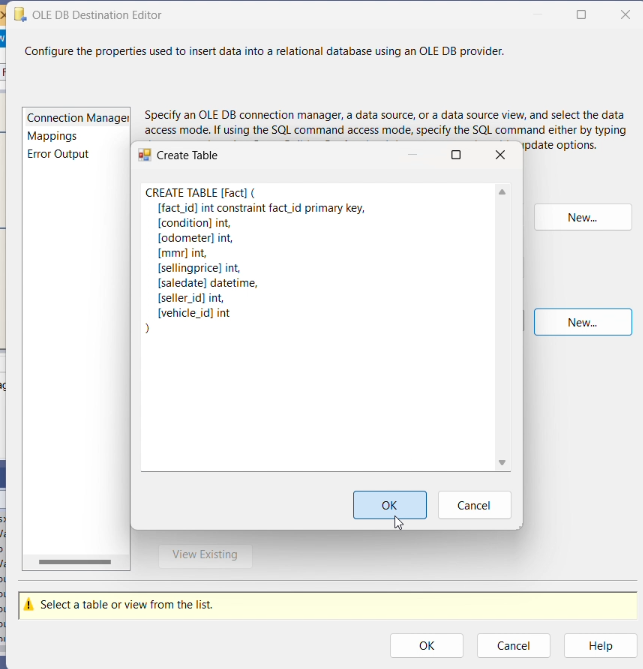 OLE DB Destination Editor
Configure the properties used to insert data into a relational database using an OLE DB provider.
Connection Manager
Mappings
Error Output
Specify an OLE DB connection manager, a data source, or a data source view, and select the data
access mode. If using the SQL command access mode, specify the SQL command either by typing
update options.
Create Table
CREATE TABLE [Fact] (
[fact_id] int constraint fact_id primary key,
[condition] int,
[odometer] int,
[mmr] int,
[sellingprice] int,
[saledate] datetime,
[seller_id] int,
[vehicle_id] int
)
New...
New...
OK
Cancel
View Existing
Select a table or view from the list.
OK
Cancel
Help